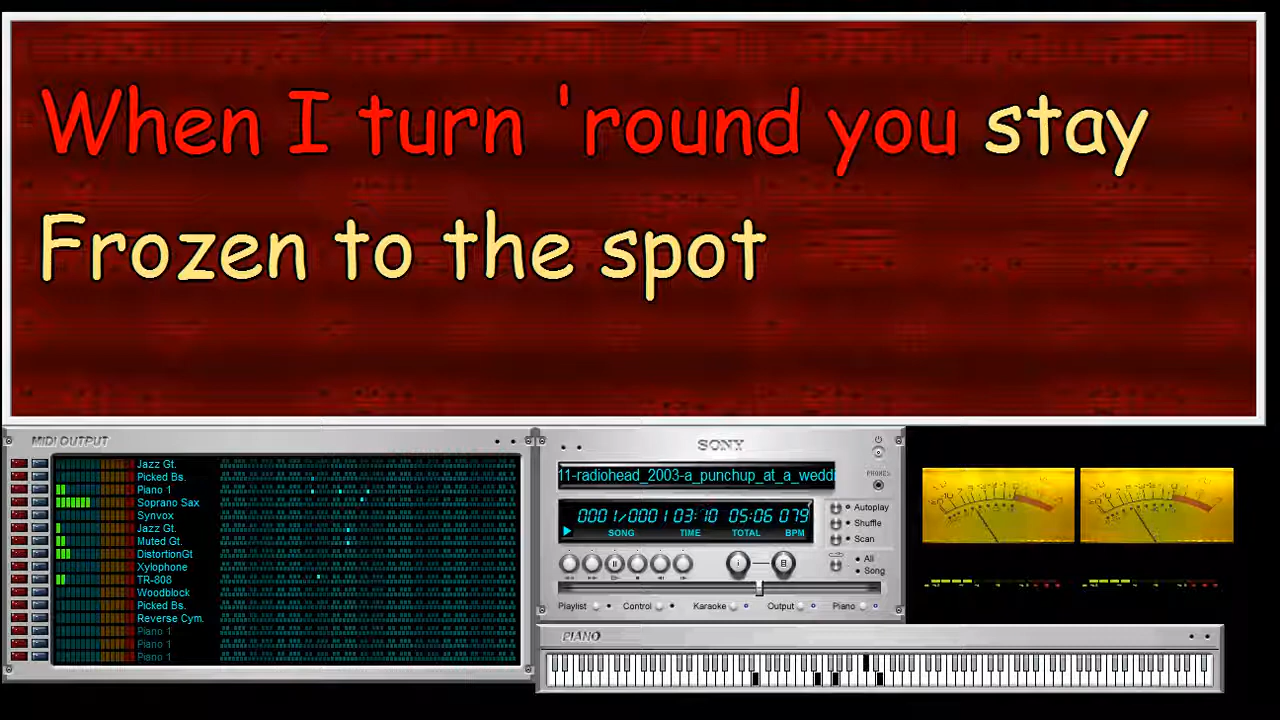 When I turn 'round you stay
Frozen to the spot
MIDI OUTPUT
Jazz Gt.
Picked Bs.
Piano 1
Soprano Sax
Synvox
Jazz Gt.
Muted Gt.
DistortionGt
Xylophone
TR-808
Woodblock
Picked Bs.
Reverse Cym.
Piano 1
Piano 1
Piano 1
SONY
11-radiohead_2003-a_punchup_at_a_weddi
PHONES
0001/0001 03:10 05:06 079
SONG TIME TOTAL BPM
Autoplay
Shuffle
Scan
All
Song
Playlist Control Karaoke Output Piano
PIANO